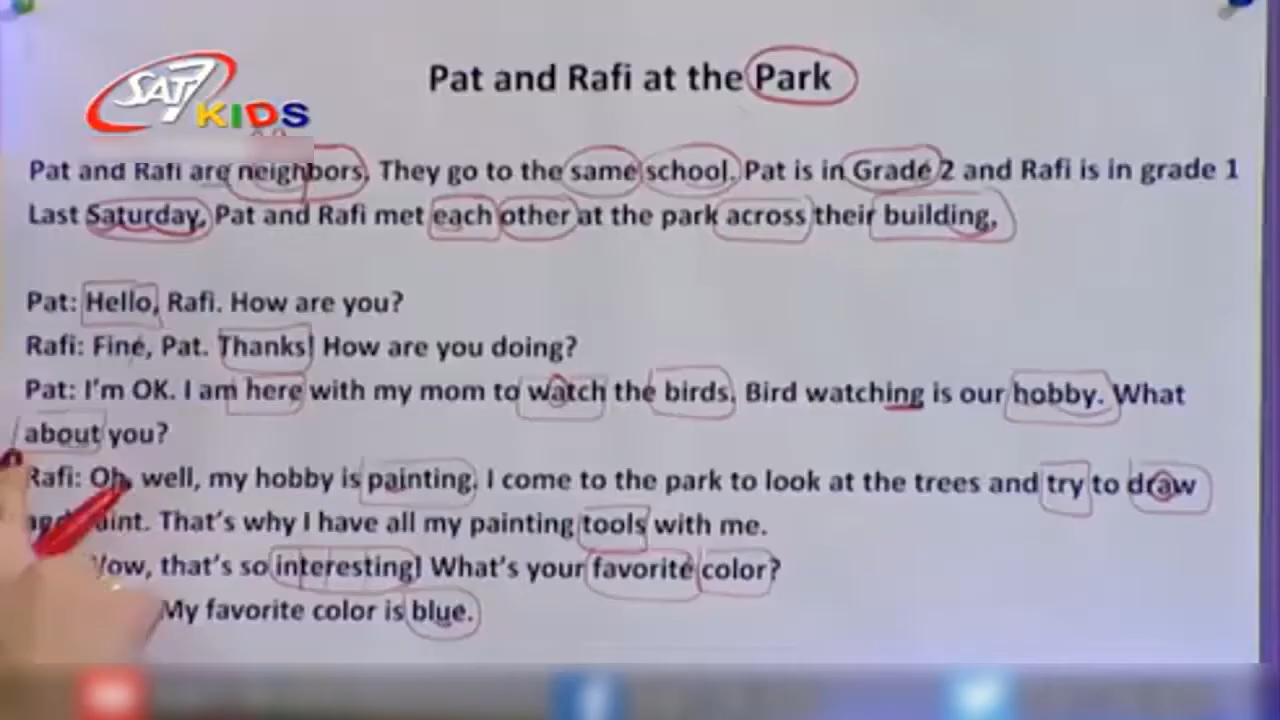 Pat and Rafi at the Park
SAT7
KIDS
Pat and Rafi are neighbors. They go to the same school. Pat is in Grade 2 and Rafi is in grade 1
Last Saturday, Pat and Rafi met each other at the park across their building.
Pat: Hello, Rafi. How are you?
Rafi: Fine, Pat. Thanks! How are you doing?
Pat: I'm OK. I am here with my mom to watch the birds. Bird watching is our hobby. What
about you?
Rafi: Oh, well, my hobby is painting. I come to the park to look at the trees and try to draw
and paint. That's why I have all my painting tools with me.
Wow, that's so interesting! What's your favorite color?
My favorite color is blue.